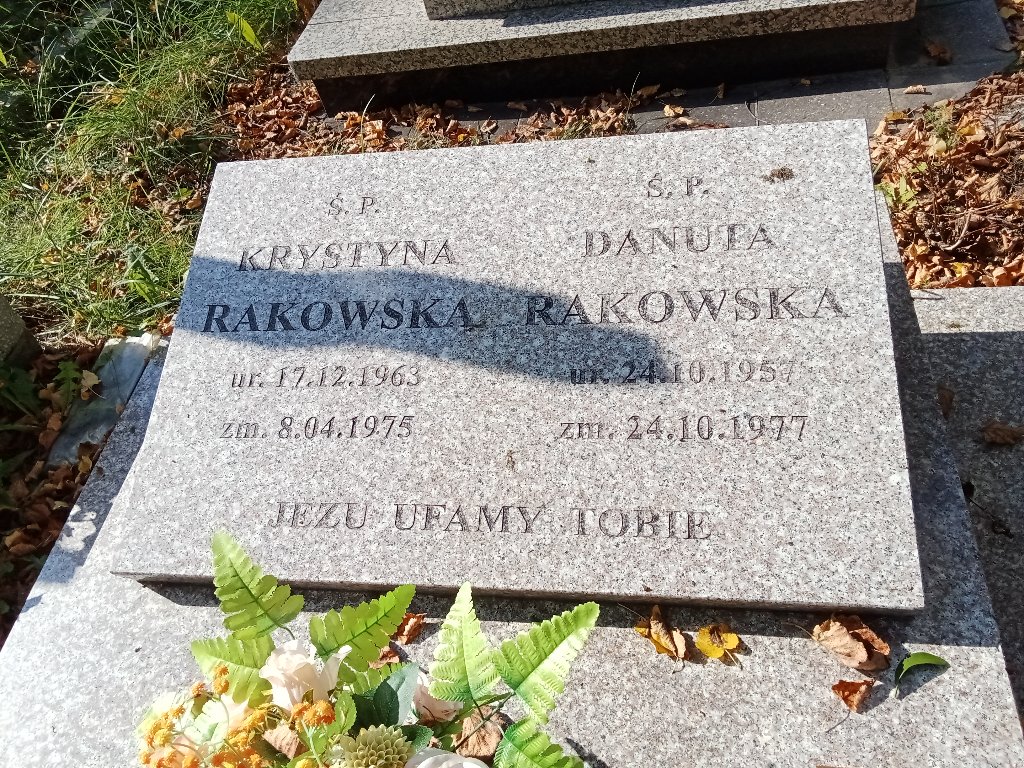 Ś. P.
KRYSTYNA
RAKOWSKA
ur. 17.12.1963
zm. 8.04.1975
Ś. P.
DANUTA
RAKOWSKA
ur. 24.10.1957
zm. 24.10.1977
JEZU UFAMY TOBIE